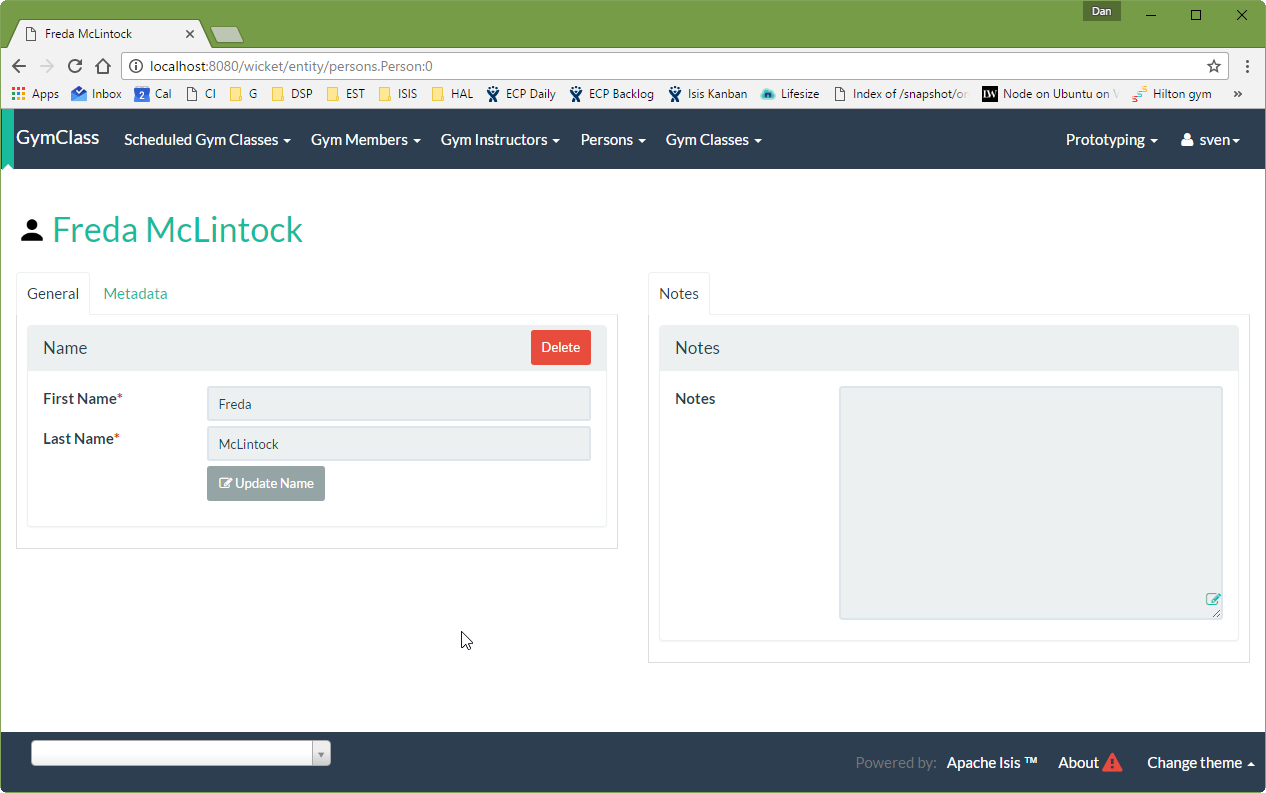 Dan
Freda McLintock
localhost:8080/wicket/entity/persons.Person:0
Apps Inbox 2 Cal CI G DSP EST ISIS HAL ECP Daily ECP Backlog Isis Kanban Lifesize Index of /snapshot/or LW Node on Ubuntu on Hilton gym »
GymClass Scheduled Gym Classes Gym Members Gym Instructors Persons Gym Classes Prototyping sven
Freda McLintock
General Metadata
Name Delete
First Name* Freda
Last Name* McLintock
Update Name
Notes
Notes
Notes
Powered by: Apache Isis ™ About Change theme